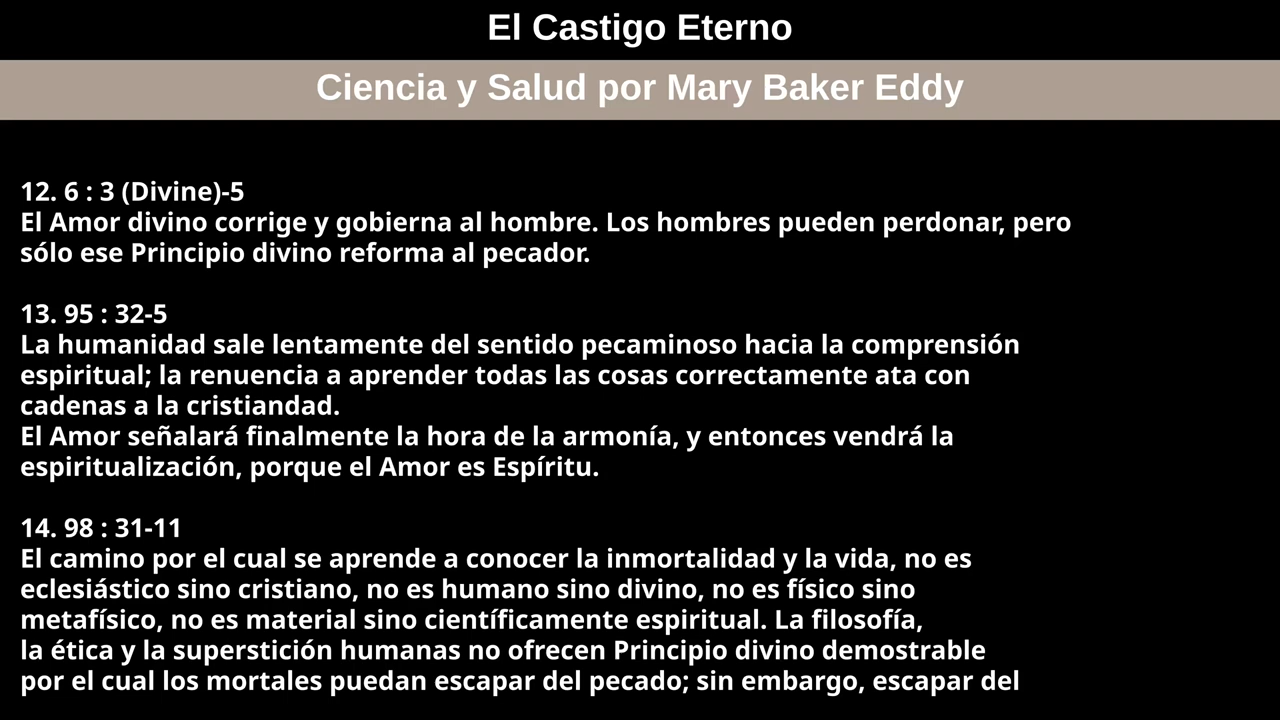 El Castigo Eterno
Ciencia y Salud por Mary Baker Eddy
12. 6 : 3 (Divine)-5
El Amor divino corrige y gobierna al hombre. Los hombres pueden perdonar, pero
sólo ese Principio divino reforma al pecador.
13. 95 : 32-5
La humanidad sale lentamente del sentido pecaminoso hacia la comprensión
espiritual; la renuencia a aprender todas las cosas correctamente ata con
cadenas a la cristiandad.
El Amor señalará finalmente la hora de la armonía, y entonces vendrá la
espiritualización, porque el Amor es Espíritu.
14. 98 : 31-11
El camino por el cual se aprende a conocer la inmortalidad y la vida, no es
eclesiástico sino cristiano, no es humano sino divino, no es físico sino
metafísico, no es material sino científicamente espiritual. La filosofía,
la ética y la superstición humanas no ofrecen Principio divino demostrable
por el cual los mortales puedan escapar del pecado; sin embargo, escapar del